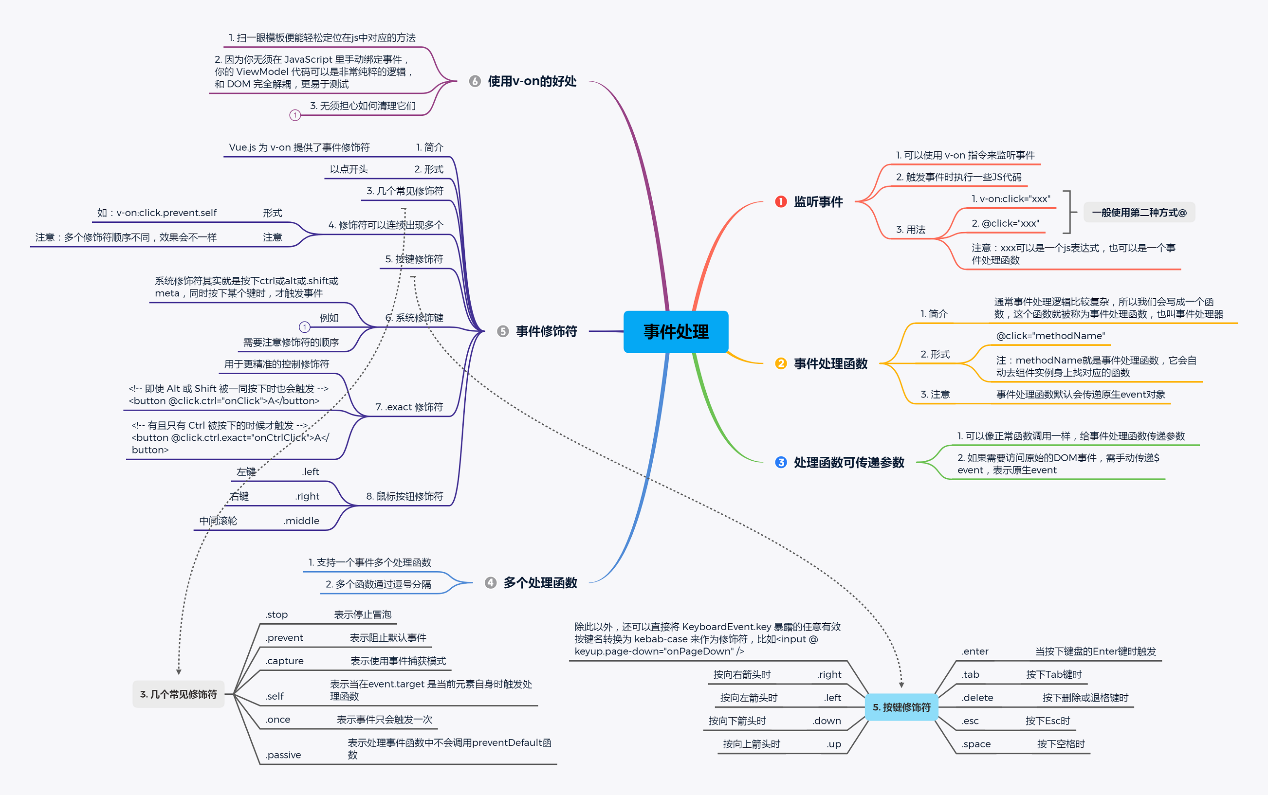 事件处理
1 监听事件
1. 可以使用 v-on 指令来监听事件
2. 触发事件时执行一些JS代码
3. 用法
1. v-on:click="xxx"
2. @click="xxx"
一般使用第二种方式@
注意：xxx可以是一个js表达式，也可以是一个事
件处理函数
2 事件处理函数
1. 简介
通常事件处理逻辑比较复杂，所以我们会写成一个函
数，这个函数就被称为事件处理函数，也叫事件处理器
2. 形式
@click="methodName"
注：methodName就是事件处理函数，它会自
动去组件实例身上找对应的函数
3. 注意
事件处理函数默认会传递原生event对象
3 处理函数可传递参数
1. 可以像正常函数调用一样，给事件处理函数传递参数
2. 如果需要访问原始的DOM事件，需手动传递$
event，表示原生event
4 多个处理函数
1. 支持一个事件多个处理函数
2. 多个函数通过逗号分隔
5 事件修饰符
1. 简介
Vue.js 为 v-on 提供了事件修饰符
2. 形式
以点开头
3. 几个常见修饰符
4. 修饰符可以连续出现多个
形式
如：v-on:click.prevent.self
注意
注意：多个修饰符顺序不同，效果会不一样
5. 按键修饰符
6. 系统修饰键
系统修饰符其实就是按下ctrl或alt或.shift或
meta，同时按下某个键时，才触发事件
例如
1
需要注意修饰符的顺序
7. .exact 修饰符
用于更精准的控制修饰符
<!-- 即使 Alt 或 Shift 被一同按下时也会触发 -->
<button @click.ctrl="onClick">A</button>
<!-- 有且只有 Ctrl 被按下的时候才触发 -->
<button @click.ctrl.exact="onCtrlClick">A</
button>
8. 鼠标按钮修饰符
.left
左键
.right
右键
.middle
中间滚轮
6 使用v-on的好处
1. 扫一眼模板便能轻松定位在js中对应的方法
2. 因为你无须在 JavaScript 里手动绑定事件，
你的 ViewModel 代码可以是非常纯粹的逻辑，
和 DOM 完全解耦，更易于测试
3. 无须担心如何清理它们
1
3. 几个常见修饰符
.stop
表示停止冒泡
.prevent
表示阻止默认事件
.capture
表示使用事件捕获模式
.self
表示当在event.target 是当前元素自身时触发处
理函数
.once
表示事件只会触发一次
.passive
表示处理事件函数中不会调用preventDefault函
数
5. 按键修饰符
.enter
当按下键盘的Enter键时触发
.tab
按下Tab键时
.delete
按下删除或退格键时
.esc
按下Esc时
.space
按下空格时
除此以外，还可以直接将 KeyboardEvent.key 暴露的任意有效
按键名转换为 kebab-case 来作为修饰符，比如<input @
keyup.page-down="onPageDown" />
.right
按向右箭头时
.left
按向左箭头时
.down
按向下箭头时
.up
按向上箭头时